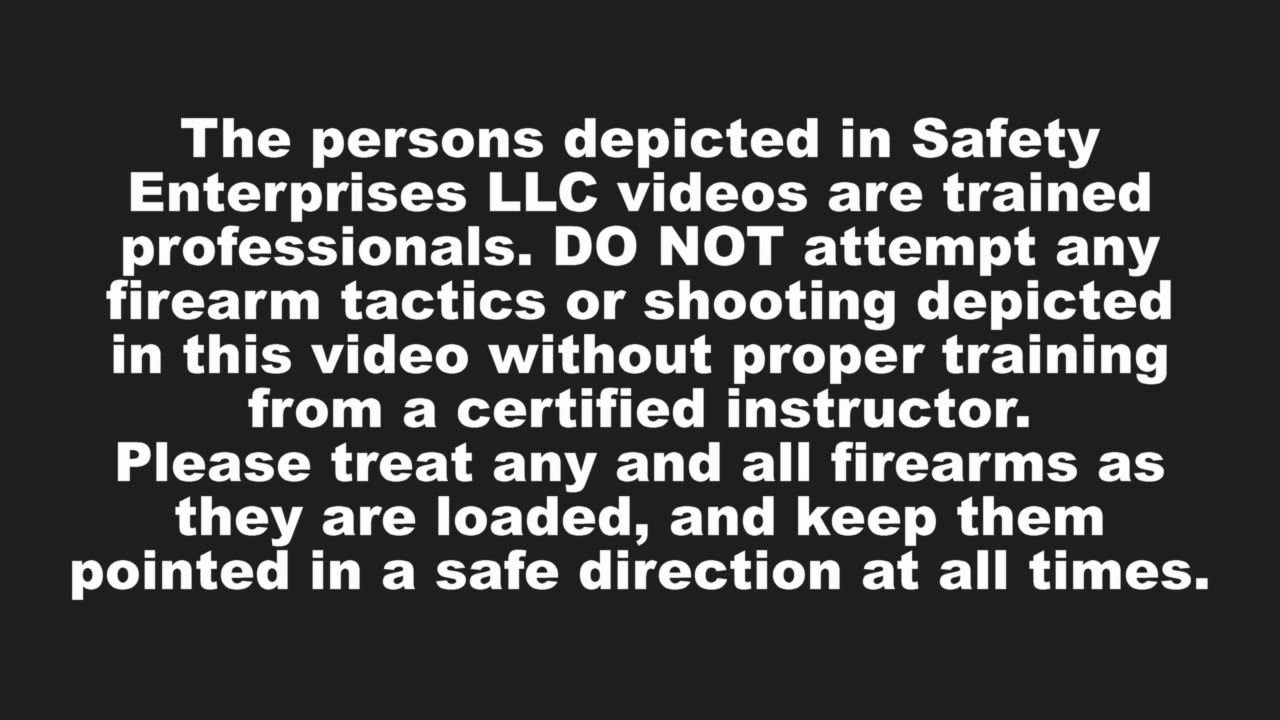 The persons depicted in Safety
Enterprises LLC videos are trained
professionals. DO NOT attempt any
firearm tactics or shooting depicted
in this video without proper training
from a certified instructor.
Please treat any and all firearms as
they are loaded, and keep them
pointed in a safe direction at all times.